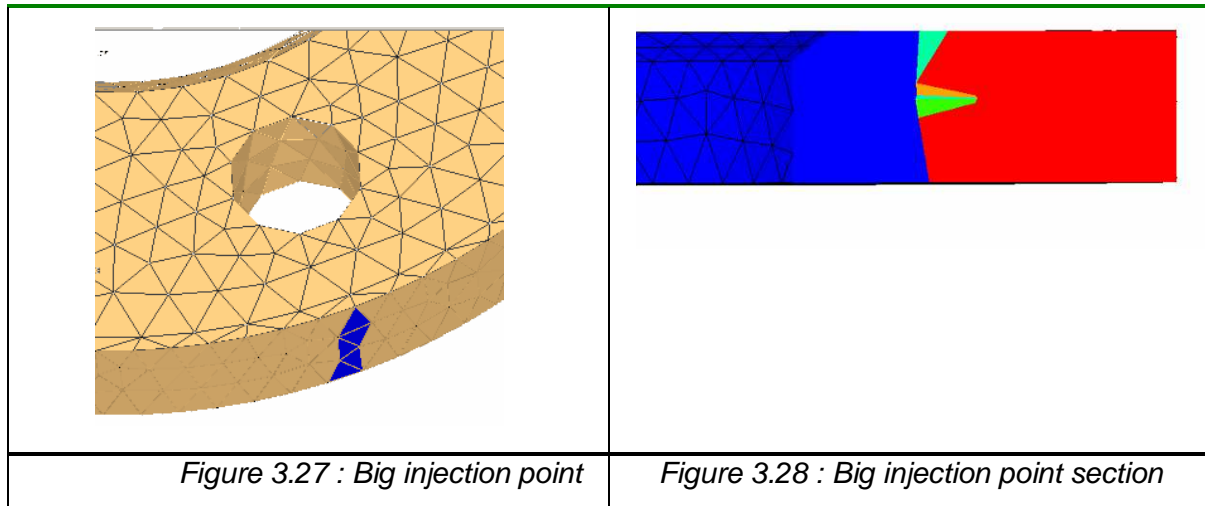 Figure 3.27 : Big injection point
Figure 3.28 : Big injection point section